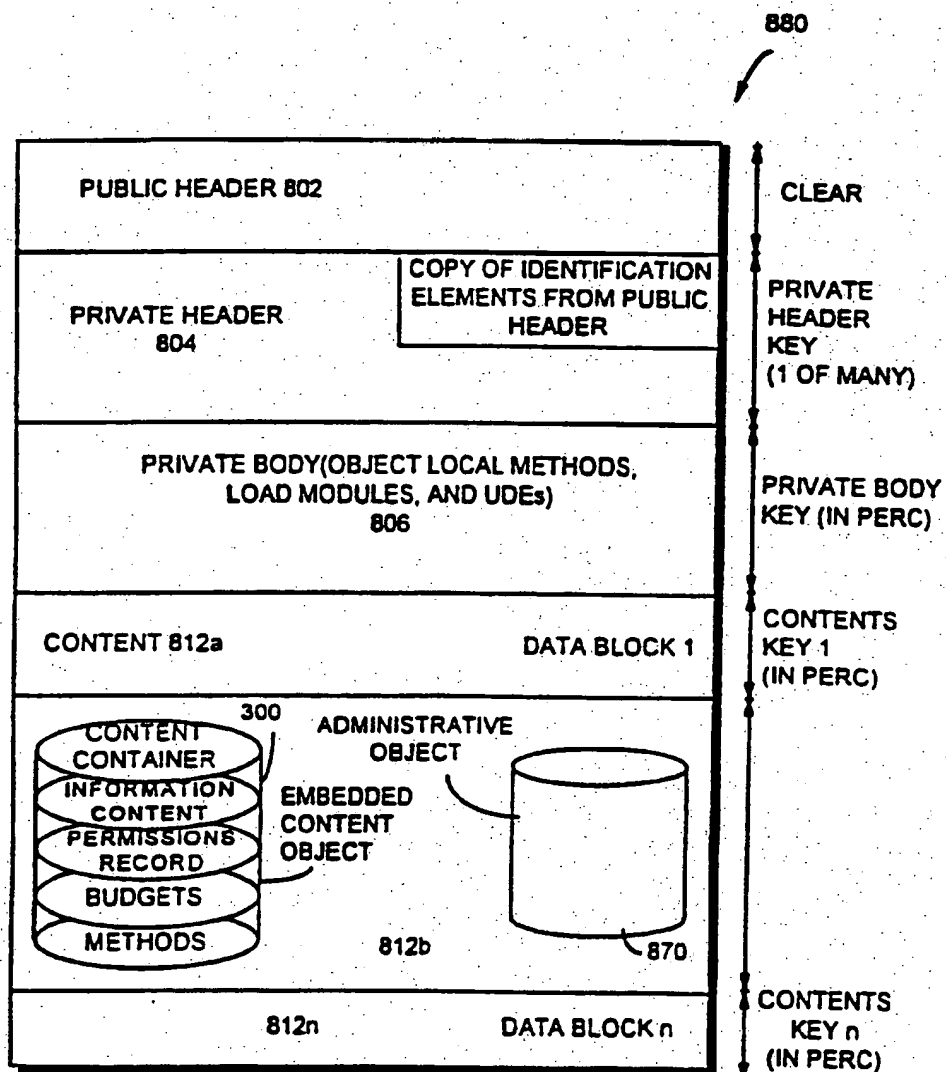 880
PUBLIC HEADER 802
CLEAR
COPY OF IDENTIFICATION
ELEMENTS FROM PUBLIC
HEADER
PRIVATE HEADER
804
PRIVATE
HEADER
KEY
(1 OF MANY)
PRIVATE BODY(OBJECT LOCAL METHODS,
LOAD MODULES, AND UDEs)
806
PRIVATE BODY
KEY (IN PERC)
CONTENT 812a
DATA BLOCK 1
CONTENTS
KEY 1
(IN PERC)
300
CONTENT
CONTAINER
INFORMATION
CONTENT
PERMISSIONS
RECORD
BUDGETS
METHODS
EMBEDDED
CONTENT
OBJECT
ADMINISTRATIVE
OBJECT
812b
870
812n
DATA BLOCK n
CONTENTS
KEY n
(IN PERC)